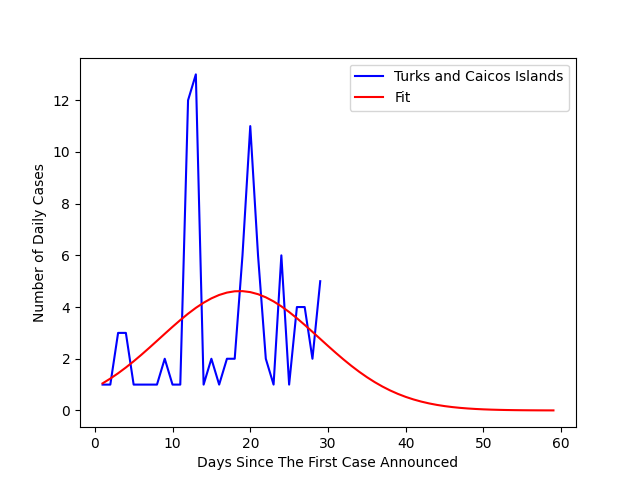 Turks and Caicos Islands
Fit
Number of Daily Cases
12
10
8
6
4
2
0
0 10 20 30 40 50 60
Days Since The First Case Announced